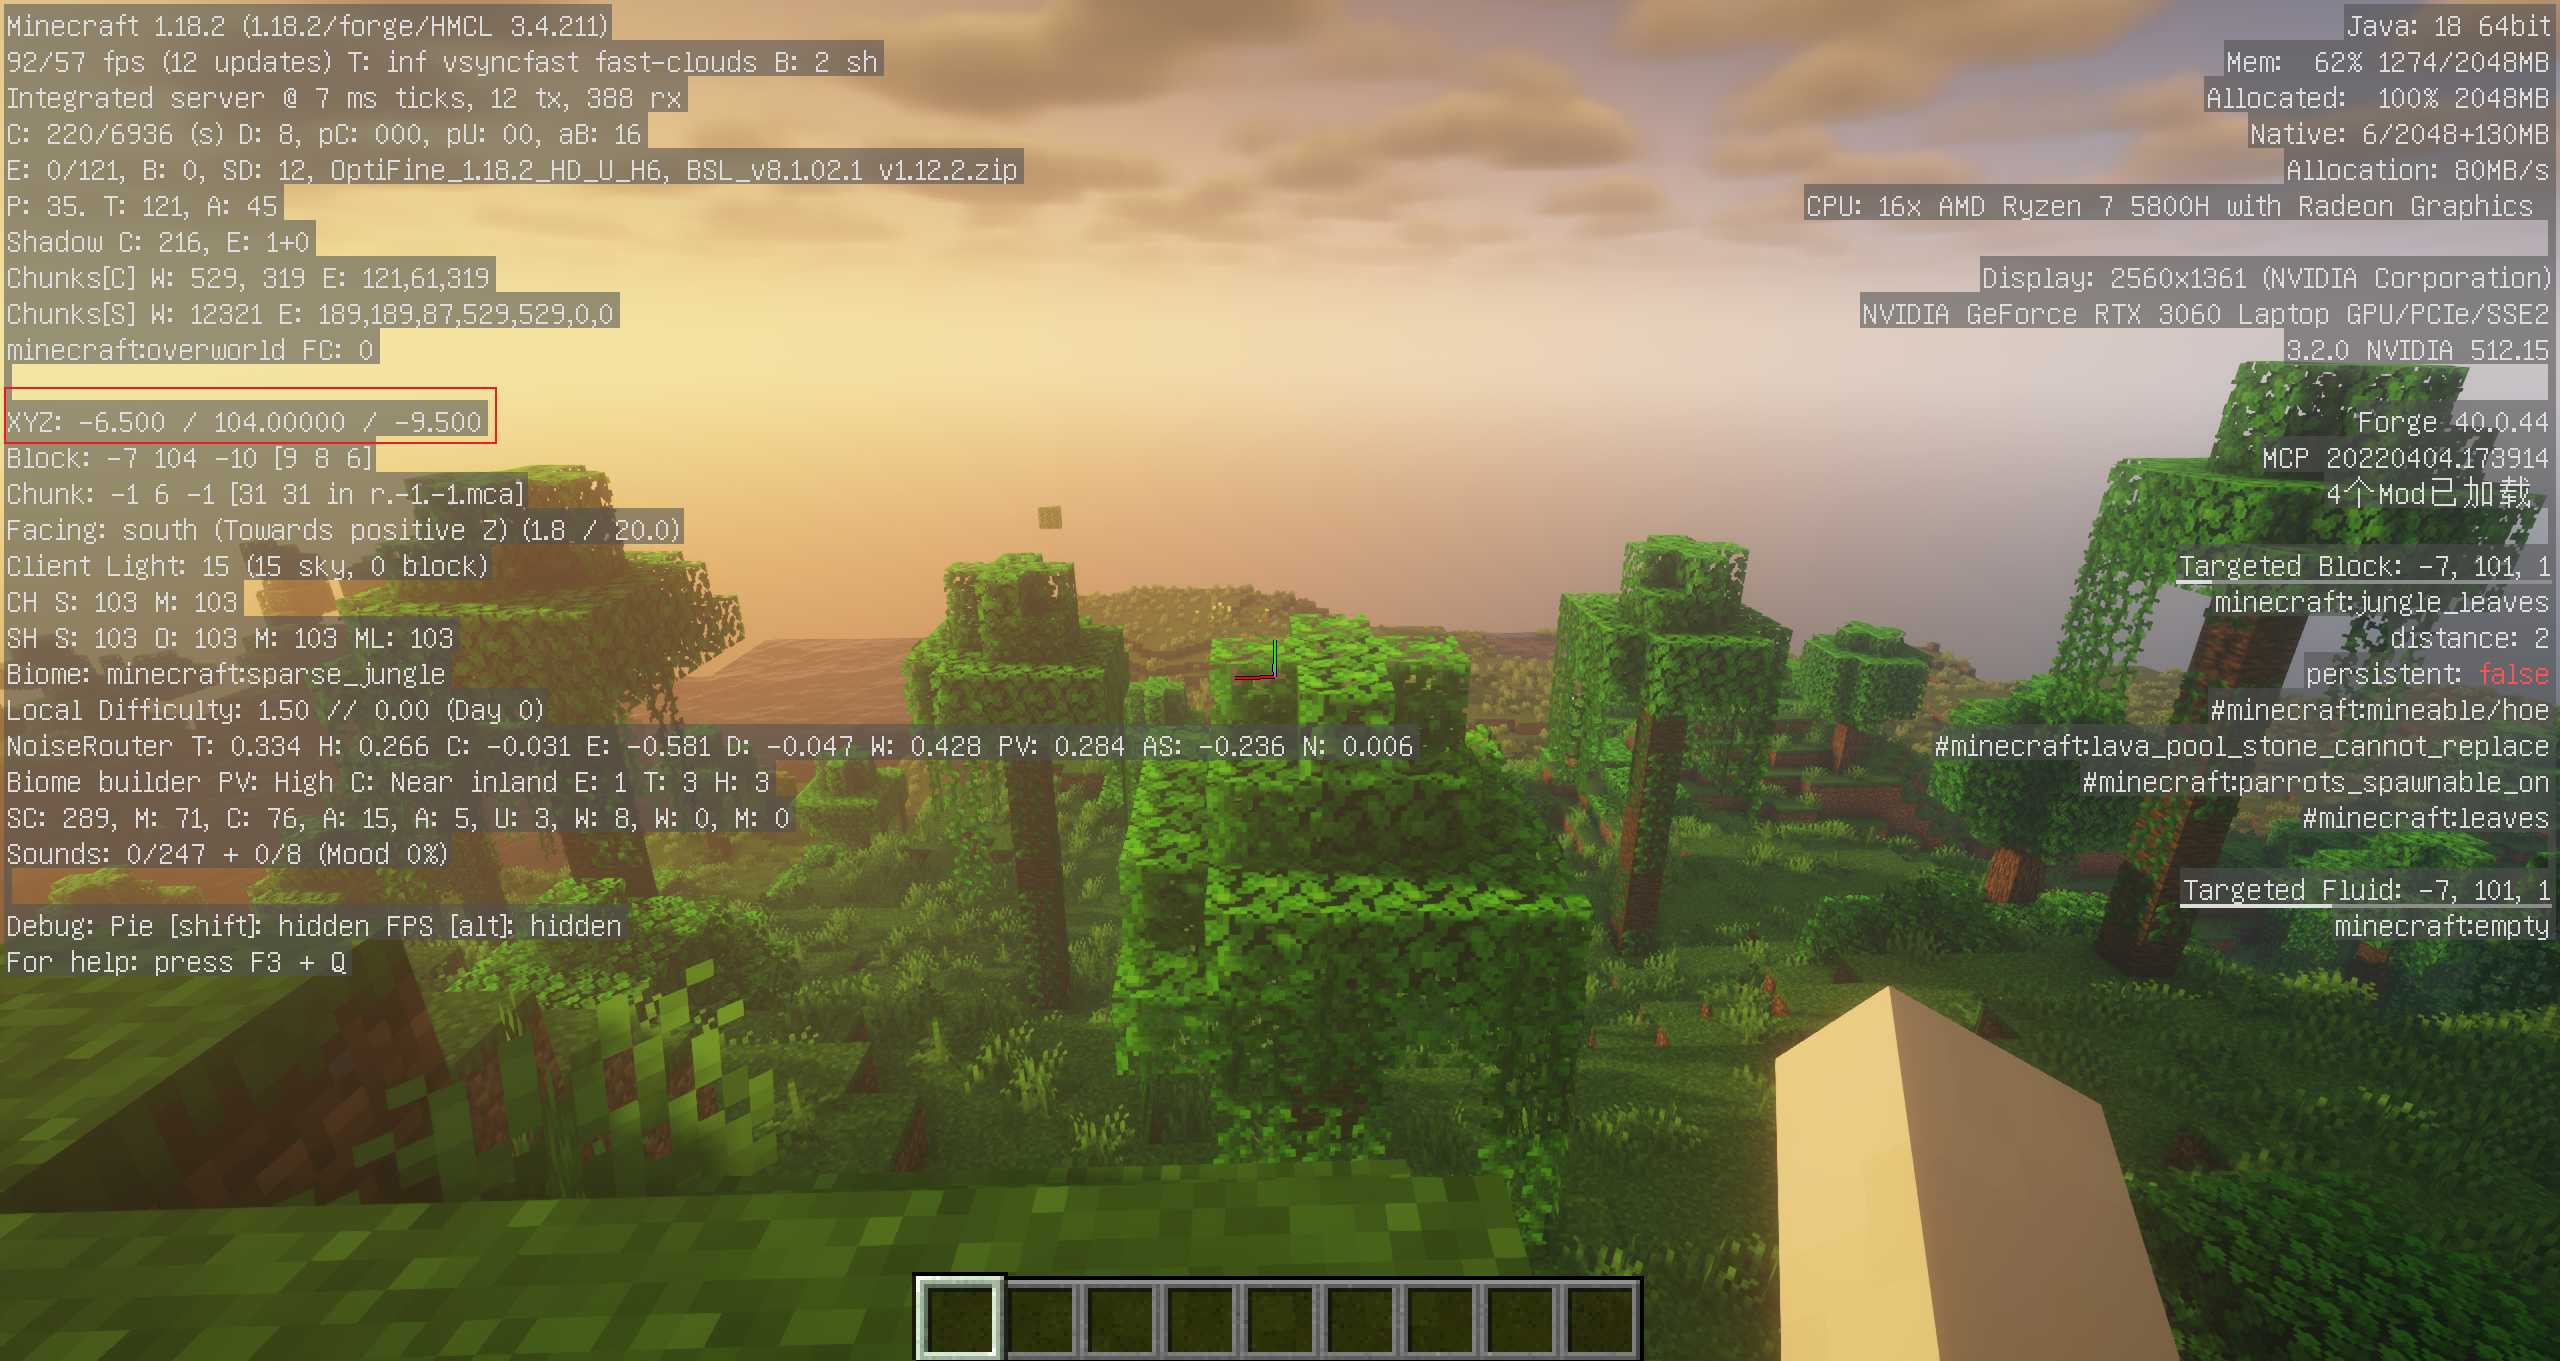 Minecraft 1.18.2 (1.18.2/forge/HMCL 3.4.211)
92/57 fps (12 updates) T: inf vsyncfast fast-clouds B: 2 sh
Integrated server @ 7 ms ticks, 12 tx, 388 rx
C: 220/6936 (s) D: 8, pC: 000, pU: 00, aB: 16
E: 0/121, B: 0, SD: 12, OptiFine_1.18.2_HD_U_H6, BSL_v8.1.02.1 v1.12.2.zip
P: 35. T: 121, A: 45
Shadow C: 216, E: 1+0
Chunks[C] W: 529, 319 E: 121,61,319
Chunks[S] W: 12321 E: 189,189,87,529,529,0,0
minecraft:overworld FC: 0
XYZ: -6.500 / 104.00000 / -9.500
Block: -7 104 -10 [9 8 6]
Chunk: -1 6 -1 [31 31 in r.-1.-1.mca]
Facing: south (Towards positive Z) (1.8 / 20.0)
Client Light: 15 (15 sky, 0 block)
CH S: 103 M: 103
SH S: 103 O: 103 M: 103 ML: 103
Biome: minecraft:sparse_jungle
Local Difficulty: 1.50 // 0.00 (Day 0)
NoiseRouter T: 0.334 H: 0.266 C: -0.031 E: -0.581 D: -0.047 W: 0.428 PV: 0.284 AS: -0.236 N: 0.006
Biome builder PV: High C: Near inland E: 1 T: 3 H: 3
SC: 289, M: 71, C: 76, A: 15, A: 5, U: 3, W: 8, W: 0, M: 0
Sounds: 0/247 + 0/8 (Mood 0%)
Debug: Pie [shift]: hidden FPS [alt]: hidden
For help: press F3 + Q
Java: 18 64bit
Mem: 62% 1274/2048MB
Allocated: 100% 2048MB
Native: 6/2048+130MB
Allocation: 80MB/s
CPU: 16x AMD Ryzen 7 5800H with Radeon Graphics
Display: 2560x1361 (NVIDIA Corporation)
NVIDIA GeForce RTX 3060 Laptop GPU/PCIe/SSE2
3.2.0 NVIDIA 512.15
Forge 40.0.44
MCP 20220404.173914
4个Mod已加载
Targeted Block: -7, 101, 1
minecraft:jungle_leaves
distance: 2
persistent: false
#minecraft:mineable/hoe
#minecraft:lava_pool_stone_cannot_replace
#minecraft:parrots_spawnable_on
#minecraft:leaves
Targeted Fluid: -7, 101, 1
minecraft:empty